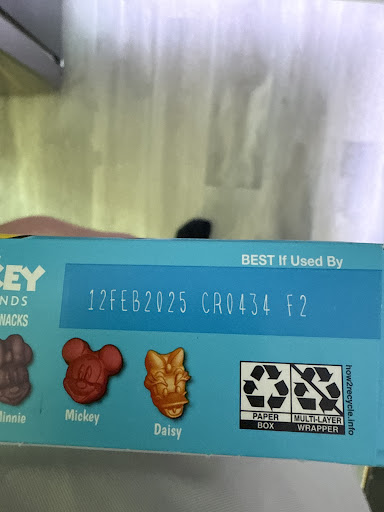 BEST If Used By
KEY
NDS
NACKS
12FEB2025 CR0434 F2
Minnie
Mickey
Daisy
PAPER
BOX
MULTI-LAYER
WRAPPER
how2recycle.info